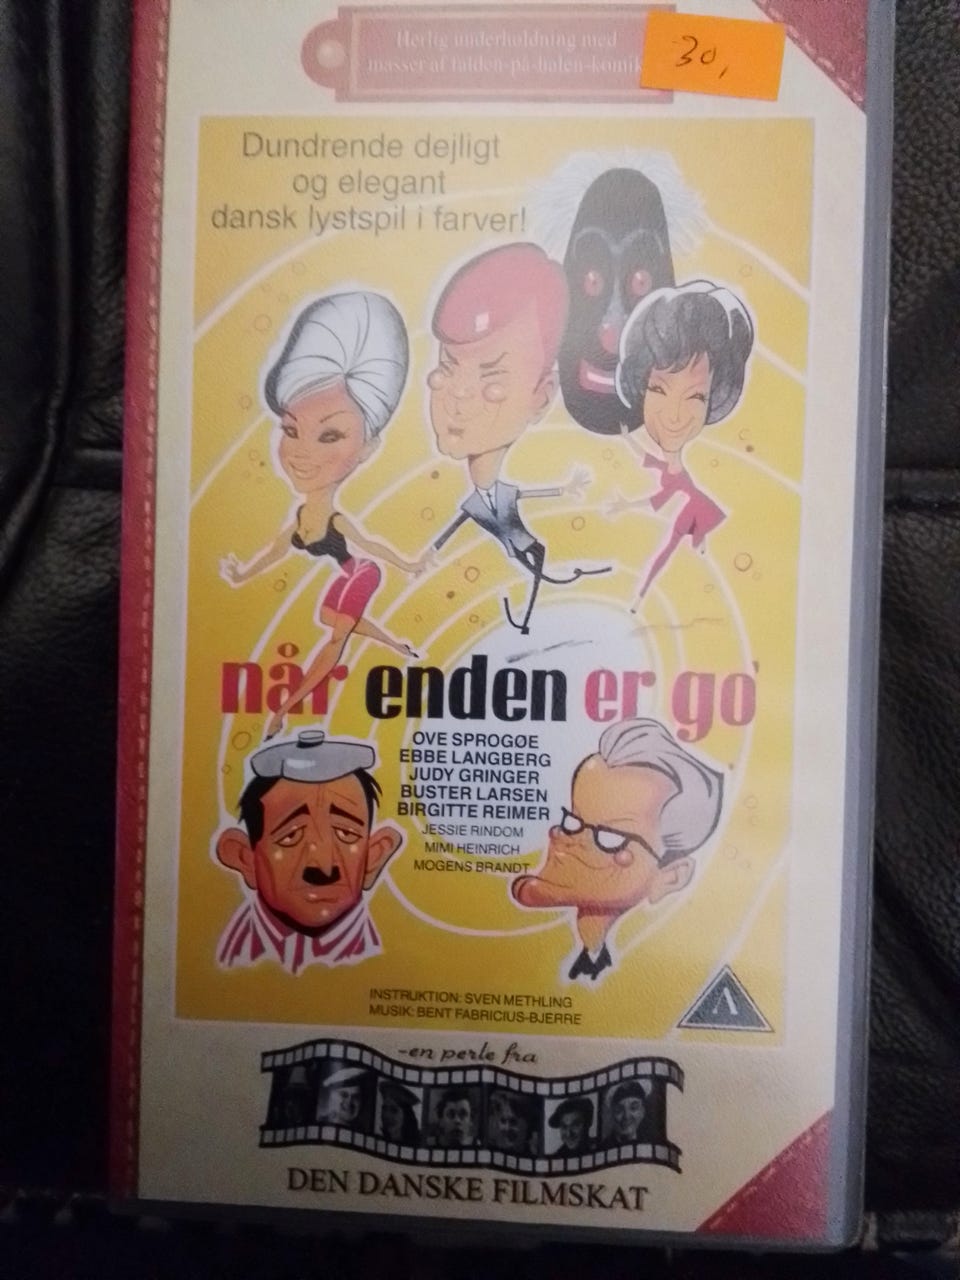 Herlig underholdning med
masser af falden-på-halen-komik
30,
Dundrende dejligt
og elegant
dansk lystspil i farver!
når enden er go'
OVE SPROGØE
EBBE LANGBERG
JUDY GRINGER
BUSTER LARSEN
BIRGITTE REIMER
JESSIE RINDOM
MIMI HEINRICH
MOGENS BRANDT
INSTRUKTION: SVEN METHLING
MUSIK: BENT FABRICIUS-BJERRE
A
-en perle fra
DEN DANSKE FILMSKAT